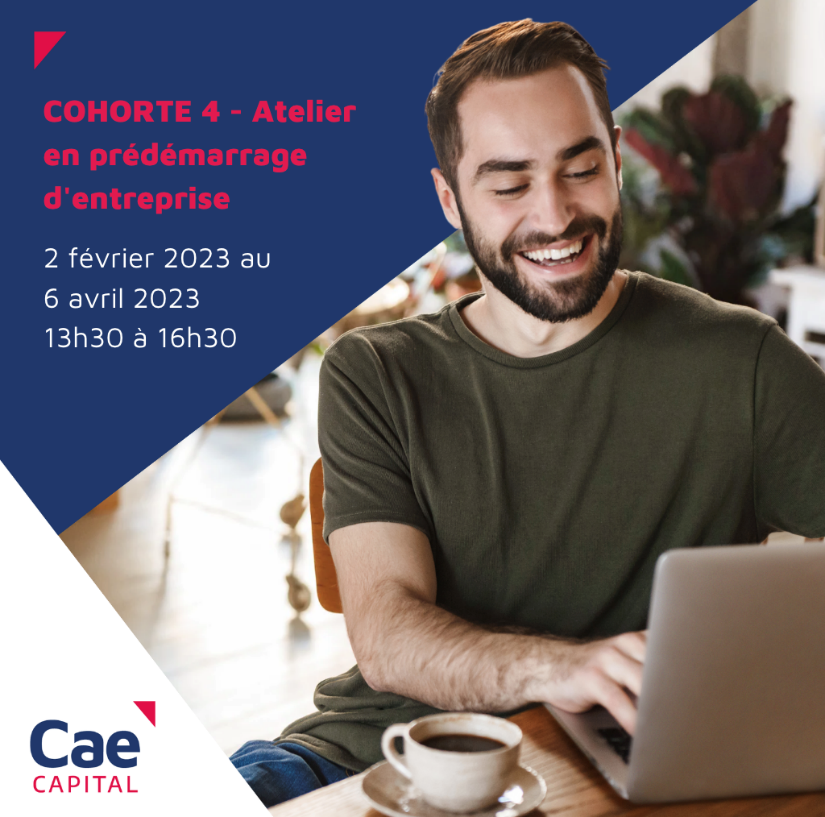 COHORTE 4 - Atelier
en prédémarrage
d'entreprise
2 février 2023 au
6 avril 2023
13h30 à 16h30
Cae
CAPITAL